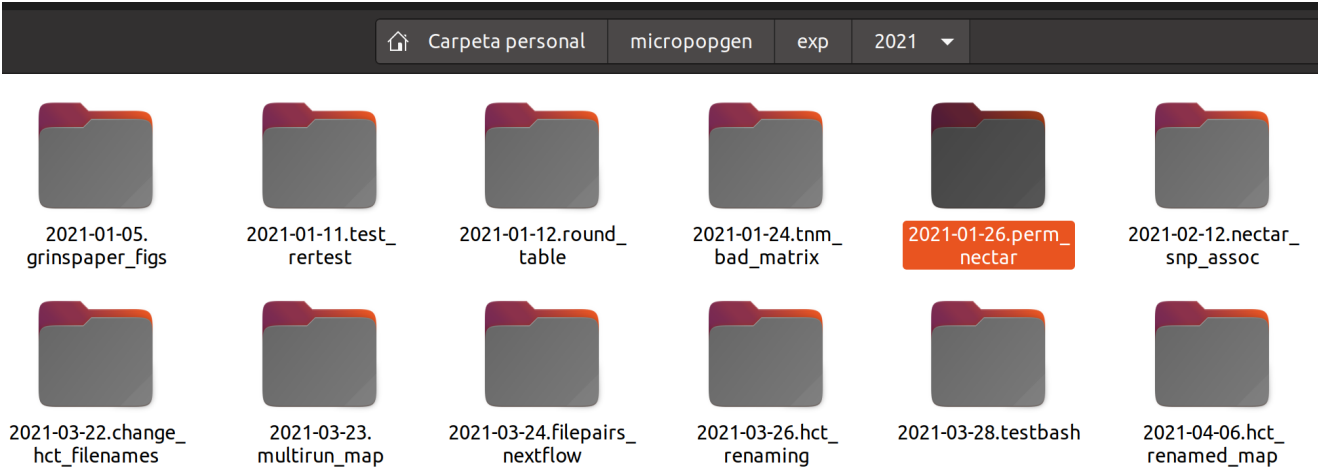 Carpeta personal micropopgen exp 2021
2021-01-05. 2021-01-11.test_ 2021-01-12.round_ 2021-01-24.tnm_ 2021-01-26.perm_ 2021-02-12.nectar_
grinspaper_figs rertest table bad_matrix nectar snp_assoc
2021-03-22.change_ 2021-03-23. 2021-03-24.filepairs_ 2021-03-26.hct_ 2021-03-28.testbash 2021-04-06.hct_
hct_filenames multirun_map nextflow renaming renamed_map